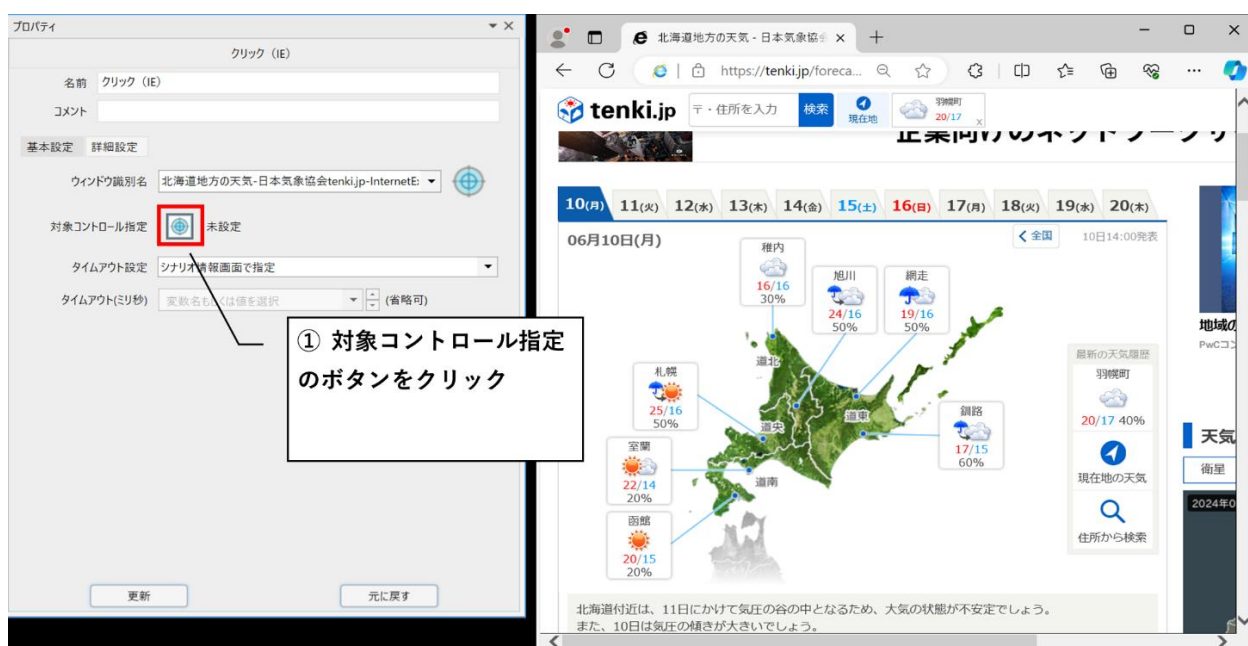 プロパティ
クリック（IE）
名前 クリック（IE）
コメント
基本設定 詳細設定
ウィンドウ識別名 北海道地方の天気-日本気象協会tenki.jp-InternetE:
対象コントロール指定 未設定
タイムアウト設定 シナリオ情報画面で指定
タイムアウト(ミリ秒) 変数名もしくは値を選択 (省略可)
① 対象コントロール指定
のボタンをクリック
更新 元に戻す
北海道地方の天気 - 日本気象協会
https://tenki.jp/foreca...
tenki.jp
〒・住所を入力 検索
現在地
羽幌町
20/17 x
企業向けのネットワークサ
10(月) 11(火) 12(水) 13(木) 14(金) 15(土) 16(日) 17(月) 18(火) 19(水) 20(木)
06月10日(月)
全国 10日14:00発表
稚内
16/16
30%
旭川
24/16
50%
網走
19/16
50%
道北
札幌
25/16
50%
道央
道東
釧路
17/15
60%
室蘭
22/14
20%
道南
函館
20/15
20%
最新の天気履歴
羽幌町
20/17 40%
現在地の天気
住所から検索
地域の
PwCコン
天気
衛星
2024年0
北海道付近は、11日にかけて気圧の谷の中となるため、大気の状態が不安定でしょう。
また、10日は気圧の傾きが大きいでしょう。